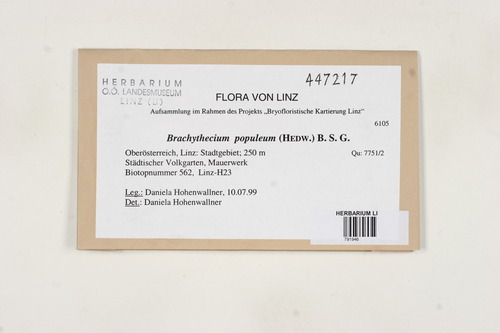 HERBARIUM
O.Ö. LANDESMUSEUM
LINZ (LI)
447217
FLORA VON LINZ
Aufsammlung im Rahmen des Projekts „Bryofloristische Kartierung Linz"
6105
Brachythecium populeum (HEDW.) B. S. G.
Oberösterreich, Linz: Stadtgebiet; 250 m
Qu: 7751/2
Städtischer Volkgarten, Mauerwerk
Biotopnummer 562, Linz-H23
Leg.: Daniela Hohenwallner, 10.07.99
Det.: Daniela Hohenwallner
HERBARIUM LI
791946